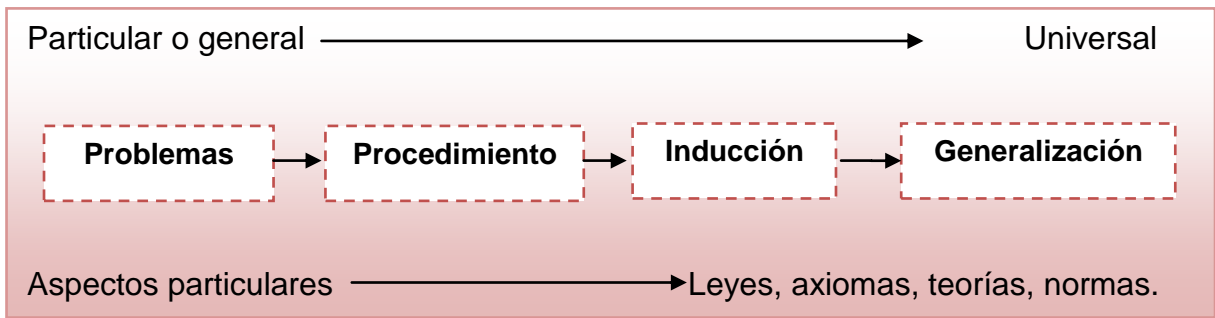 Particular o general Universal
Problemas Procedimiento Inducción Generalización
Aspectos particulares Leyes, axiomas, teorías, normas.